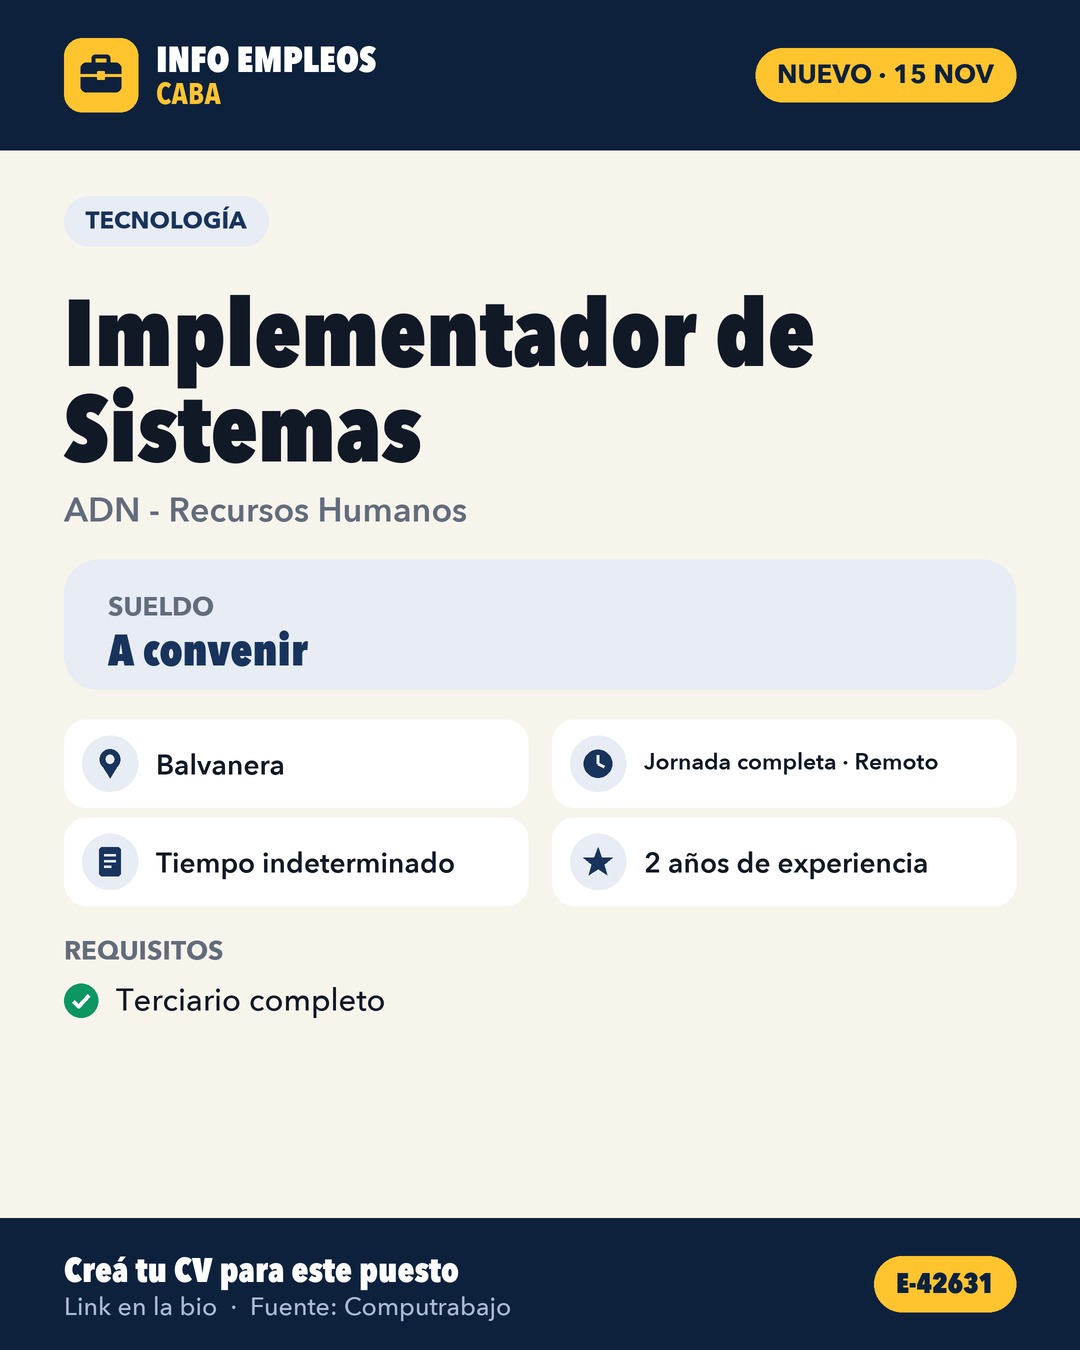 INFO EMPLEOS
CABA
NUEVO · 15 NOV
TECNOLOGÍA
Implementador de
Sistemas
ADN - Recursos Humanos
SUELDO
A convenir
Balvanera
Jornada completa · Remoto
Tiempo indeterminado
2 años de experiencia
REQUISITOS
Terciario completo
Creá tu CV para este puesto
Link en la bio · Fuente: Computrabajo
E-42631